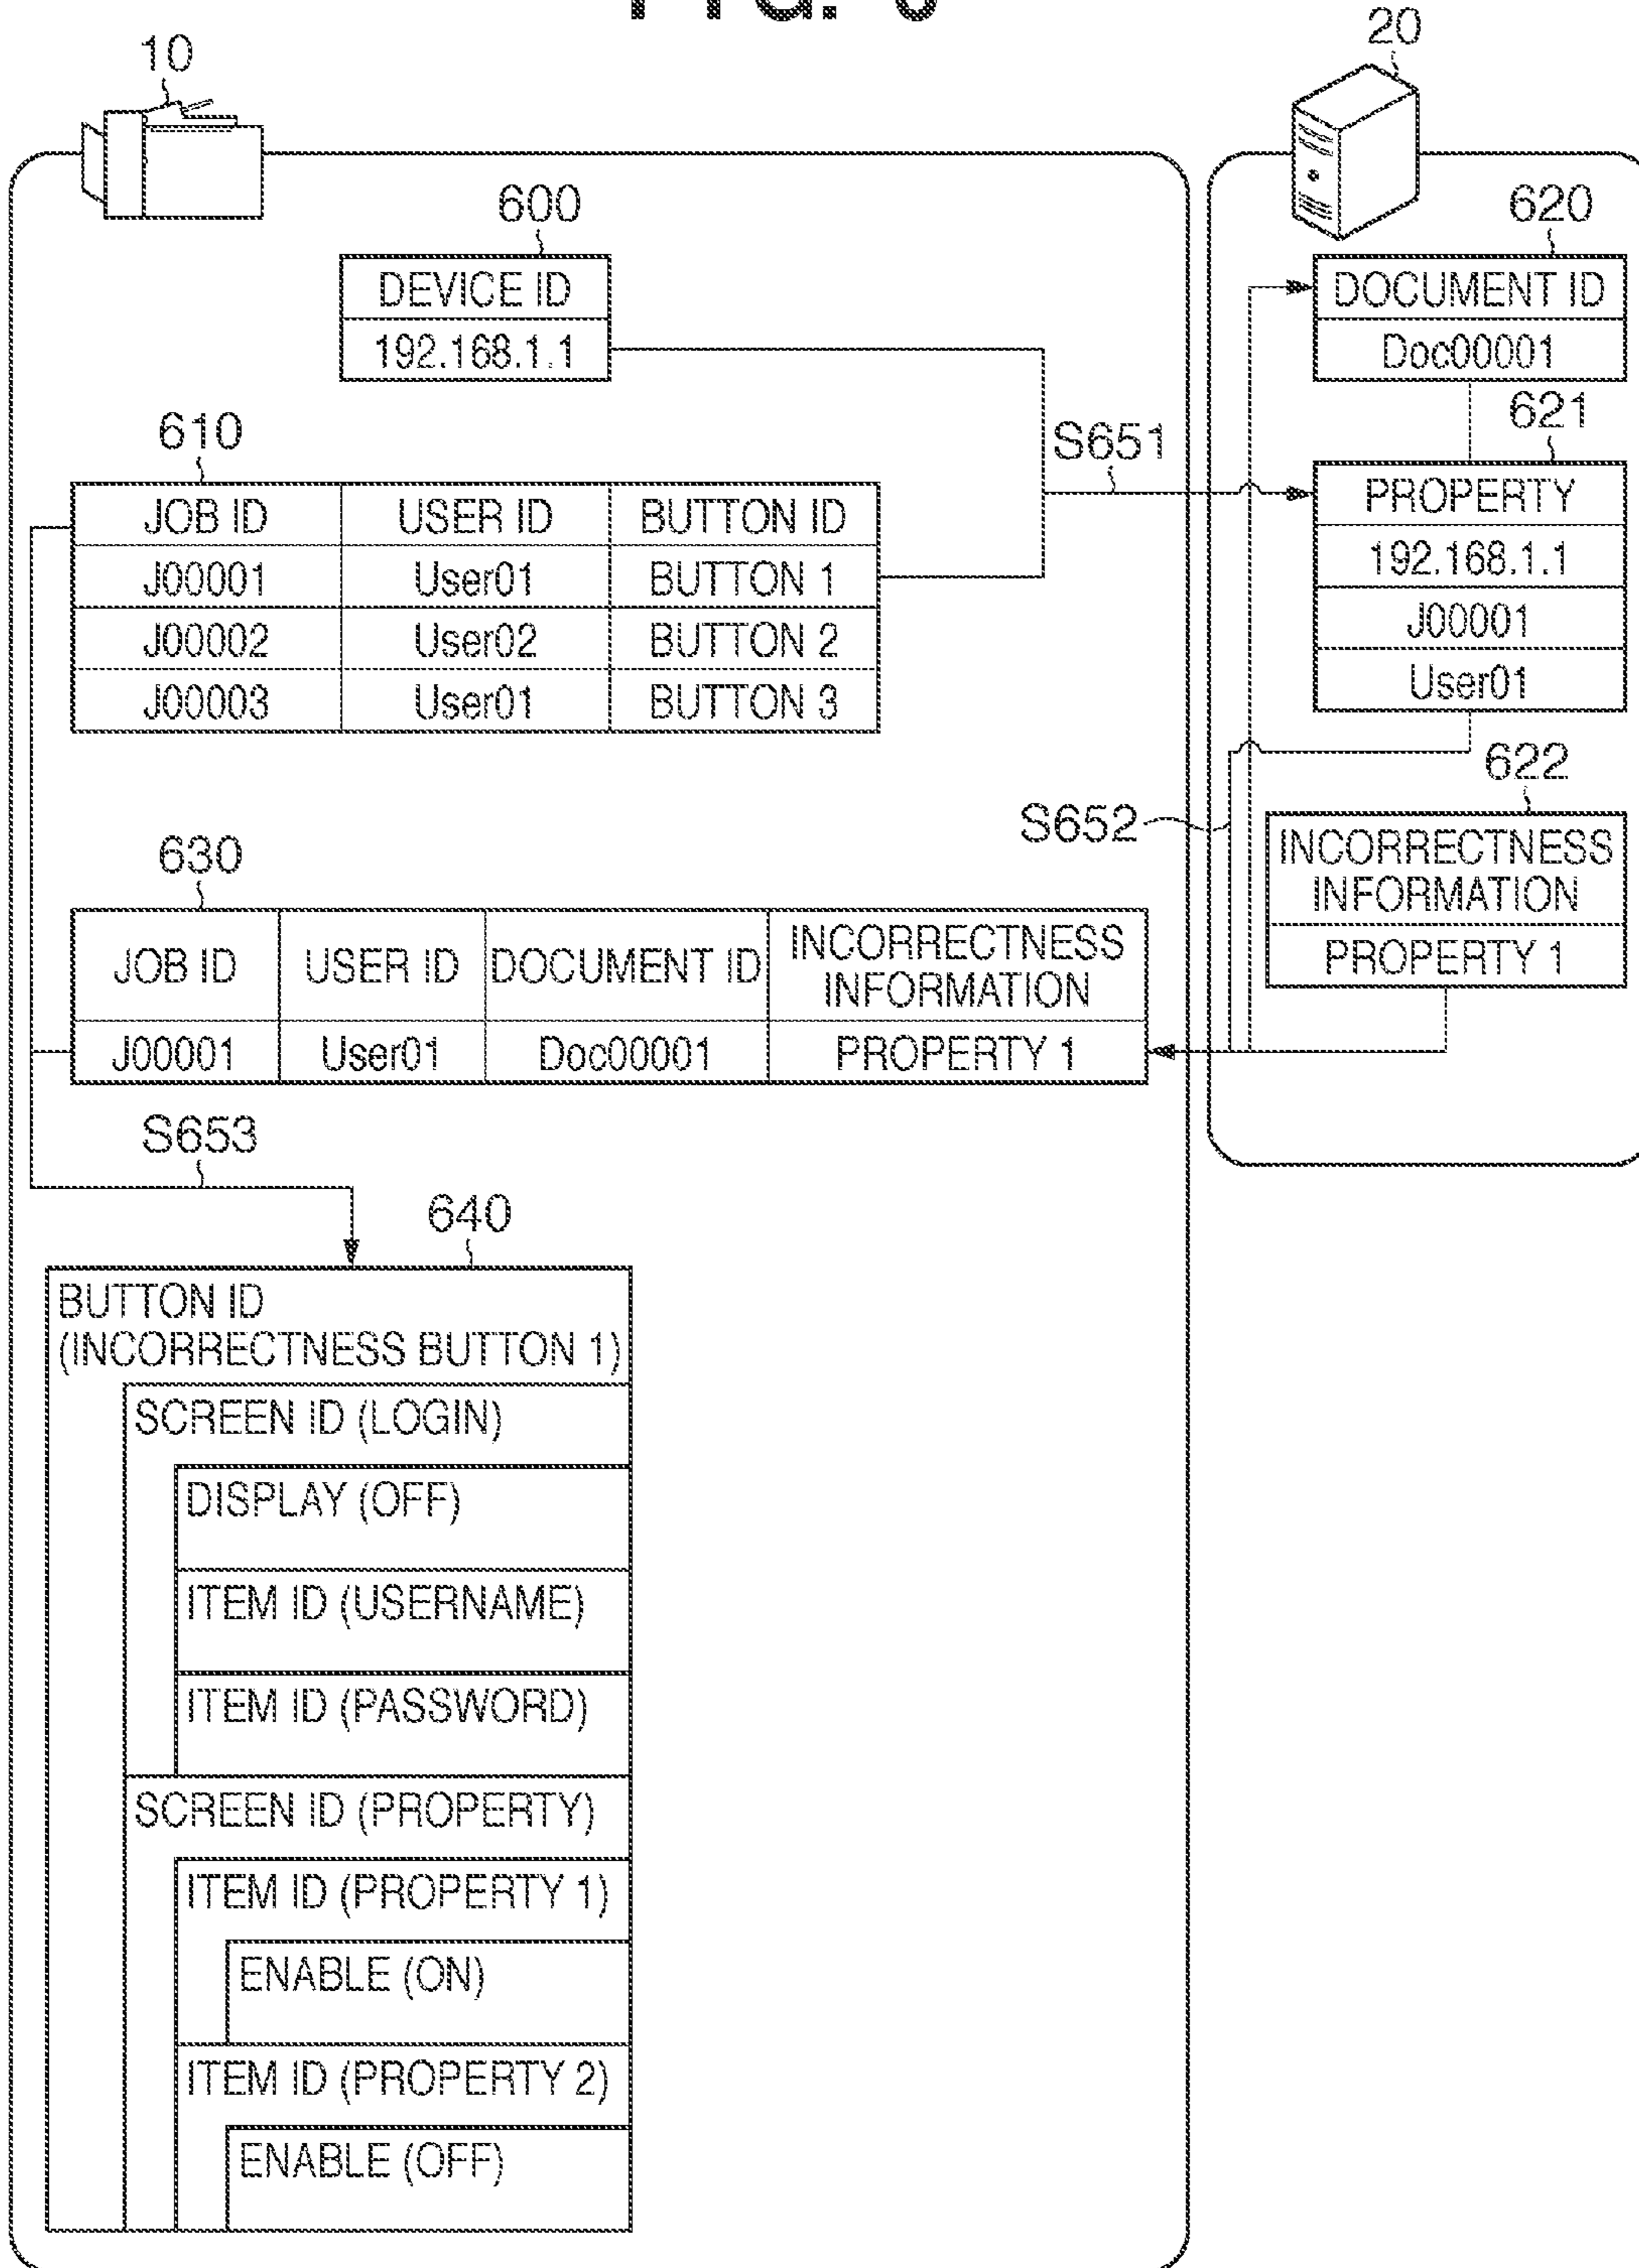 FIG. 6
10
20
600
DEVICE ID
192.168.1.1
620
DOCUMENT ID
Doc00001
610
JOB ID USER ID BUTTON ID
J00001 User01 BUTTON 1
J00002 User02 BUTTON 2
J00003 User01 BUTTON 3
S651
621
PROPERTY
192.168.1.1
J00001
User01
S652
622
INCORRECTNESS
INFORMATION
PROPERTY 1
630
JOB ID USER ID DOCUMENT ID INCORRECTNESS
INFORMATION
J00001 User01 Doc00001 PROPERTY 1
S653
640
BUTTON ID
(INCORRECTNESS BUTTON 1)
SCREEN ID (LOGIN)
DISPLAY (OFF)
ITEM ID (USERNAME)
ITEM ID (PASSWORD)
SCREEN ID (PROPERTY)
ITEM ID (PROPERTY 1)
ENABLE (ON)
ITEM ID (PROPERTY 2)
ENABLE (OFF)